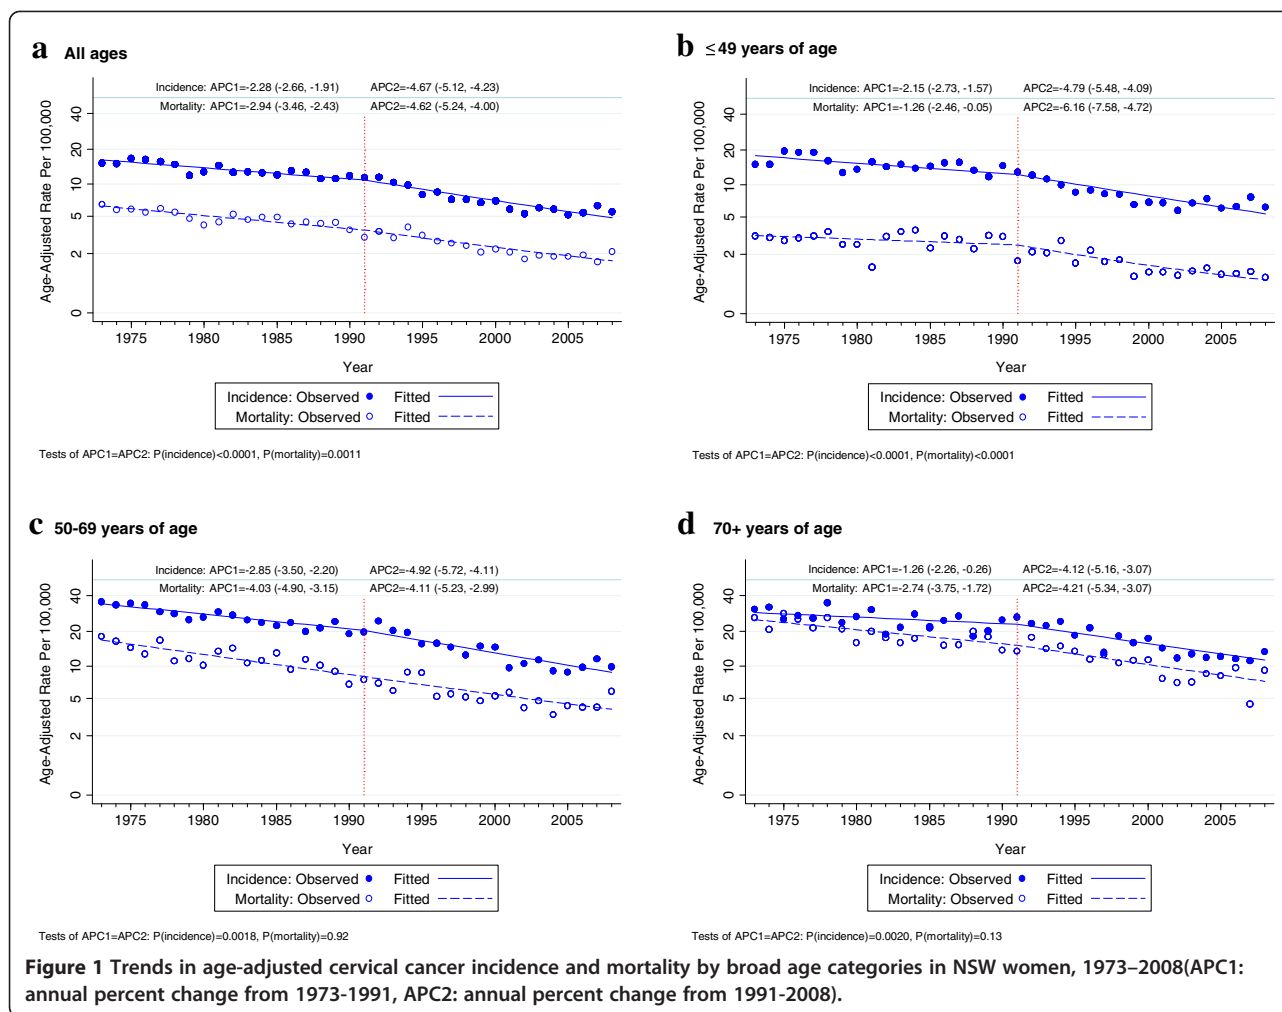 a All ages
Incidence: APC1=-2.28 (-2.66, -1.91) APC2=-4.67 (-5.12, -4.23)
Mortality: APC1=-2.94 (-3.46, -2.43) APC2=-4.62 (-5.24, -4.00)
Age-Adjusted Rate Per 100,000
40
20
10
5
2
0
1975 1980 1985 1990 1995 2000 2005
Year
Incidence: Observed Fitted
Mortality: Observed Fitted
Tests of APC1=APC2: P(incidence)<0.0001, P(mortality)=0.0011
b ≤49 years of age
Incidence: APC1=-2.15 (-2.73, -1.57) APC2=-4.79 (-5.48, -4.09)
Mortality: APC1=-1.26 (-2.46, -0.05) APC2=-6.16 (-7.58, -4.72)
Age-Adjusted Rate Per 100,000
40
20
10
5
2
0
1975 1980 1985 1990 1995 2000 2005
Year
Incidence: Observed Fitted
Mortality: Observed Fitted
Tests of APC1=APC2: P(incidence)<0.0001, P(mortality)<0.0001
c 50-69 years of age
Incidence: APC1=-2.85 (-3.50, -2.20) APC2=-4.92 (-5.72, -4.11)
Mortality: APC1=-4.03 (-4.90, -3.15) APC2=-4.11 (-5.23, -2.99)
Age-Adjusted Rate Per 100,000
40
20
10
5
2
0
1975 1980 1985 1990 1995 2000 2005
Year
Incidence: Observed Fitted
Mortality: Observed Fitted
Tests of APC1=APC2: P(incidence)=0.0018, P(mortality)=0.92
d 70+ years of age
Incidence: APC1=-1.26 (-2.26, -0.26) APC2=-4.12 (-5.16, -3.07)
Mortality: APC1=-2.74 (-3.75, -1.72) APC2=-4.21 (-5.34, -3.07)
Age-Adjusted Rate Per 100,000
40
20
10
5
2
0
1975 1980 1985 1990 1995 2000 2005
Year
Incidence: Observed Fitted
Mortality: Observed Fitted
Tests of APC1=APC2: P(incidence)=0.0020, P(mortality)=0.13
Figure 1 Trends in age-adjusted cervical cancer incidence and mortality by broad age categories in NSW women, 1973–2008(APC1:
annual percent change from 1973-1991, APC2: annual percent change from 1991-2008).